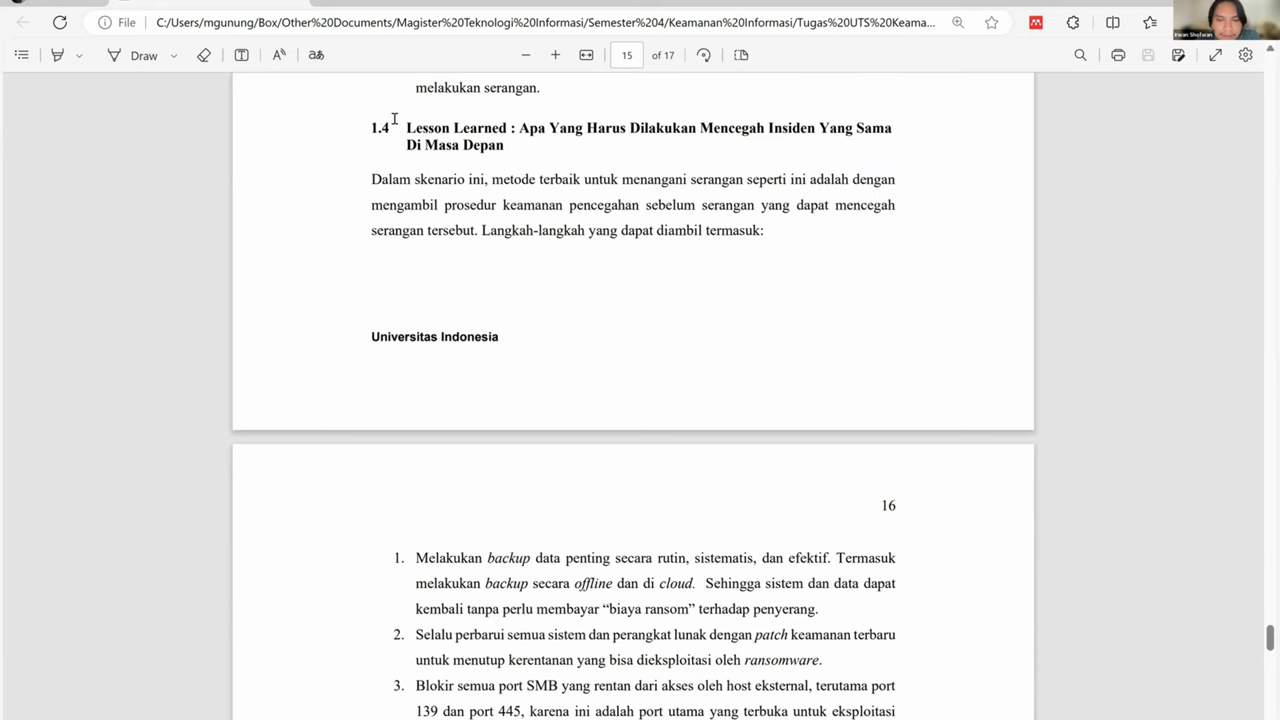 File
C:/Users/mgunung/Box/Other%20Documents/Magister%20Teknologi%20Informasi/Semester%204/Keamanan%20Informasi/Tugas%20UTS%20Keama...
Irwan Shofwan
Draw
15 of 17
melakukan serangan.
1.4 Lesson Learned : Apa Yang Harus Dilakukan Mencegah Insiden Yang Sama
Di Masa Depan
Dalam skenario ini, metode terbaik untuk menangani serangan seperti ini adalah dengan
mengambil prosedur keamanan pencegahan sebelum serangan yang dapat mencegah
serangan tersebut. Langkah-langkah yang dapat diambil termasuk:
Universitas Indonesia
16
1. Melakukan backup data penting secara rutin, sistematis, dan efektif. Termasuk
melakukan backup secara offline dan di cloud. Sehingga sistem dan data dapat
kembali tanpa perlu membayar “biaya ransom” terhadap penyerang.
2. Selalu perbarui semua sistem dan perangkat lunak dengan patch keamanan terbaru
untuk menutup kerentanan yang bisa dieksploitasi oleh ransomware.
3. Blokir semua port SMB yang rentan dari akses oleh host eksternal, terutama port
139 dan port 445, karena ini adalah port utama yang terbuka untuk eksploitasi